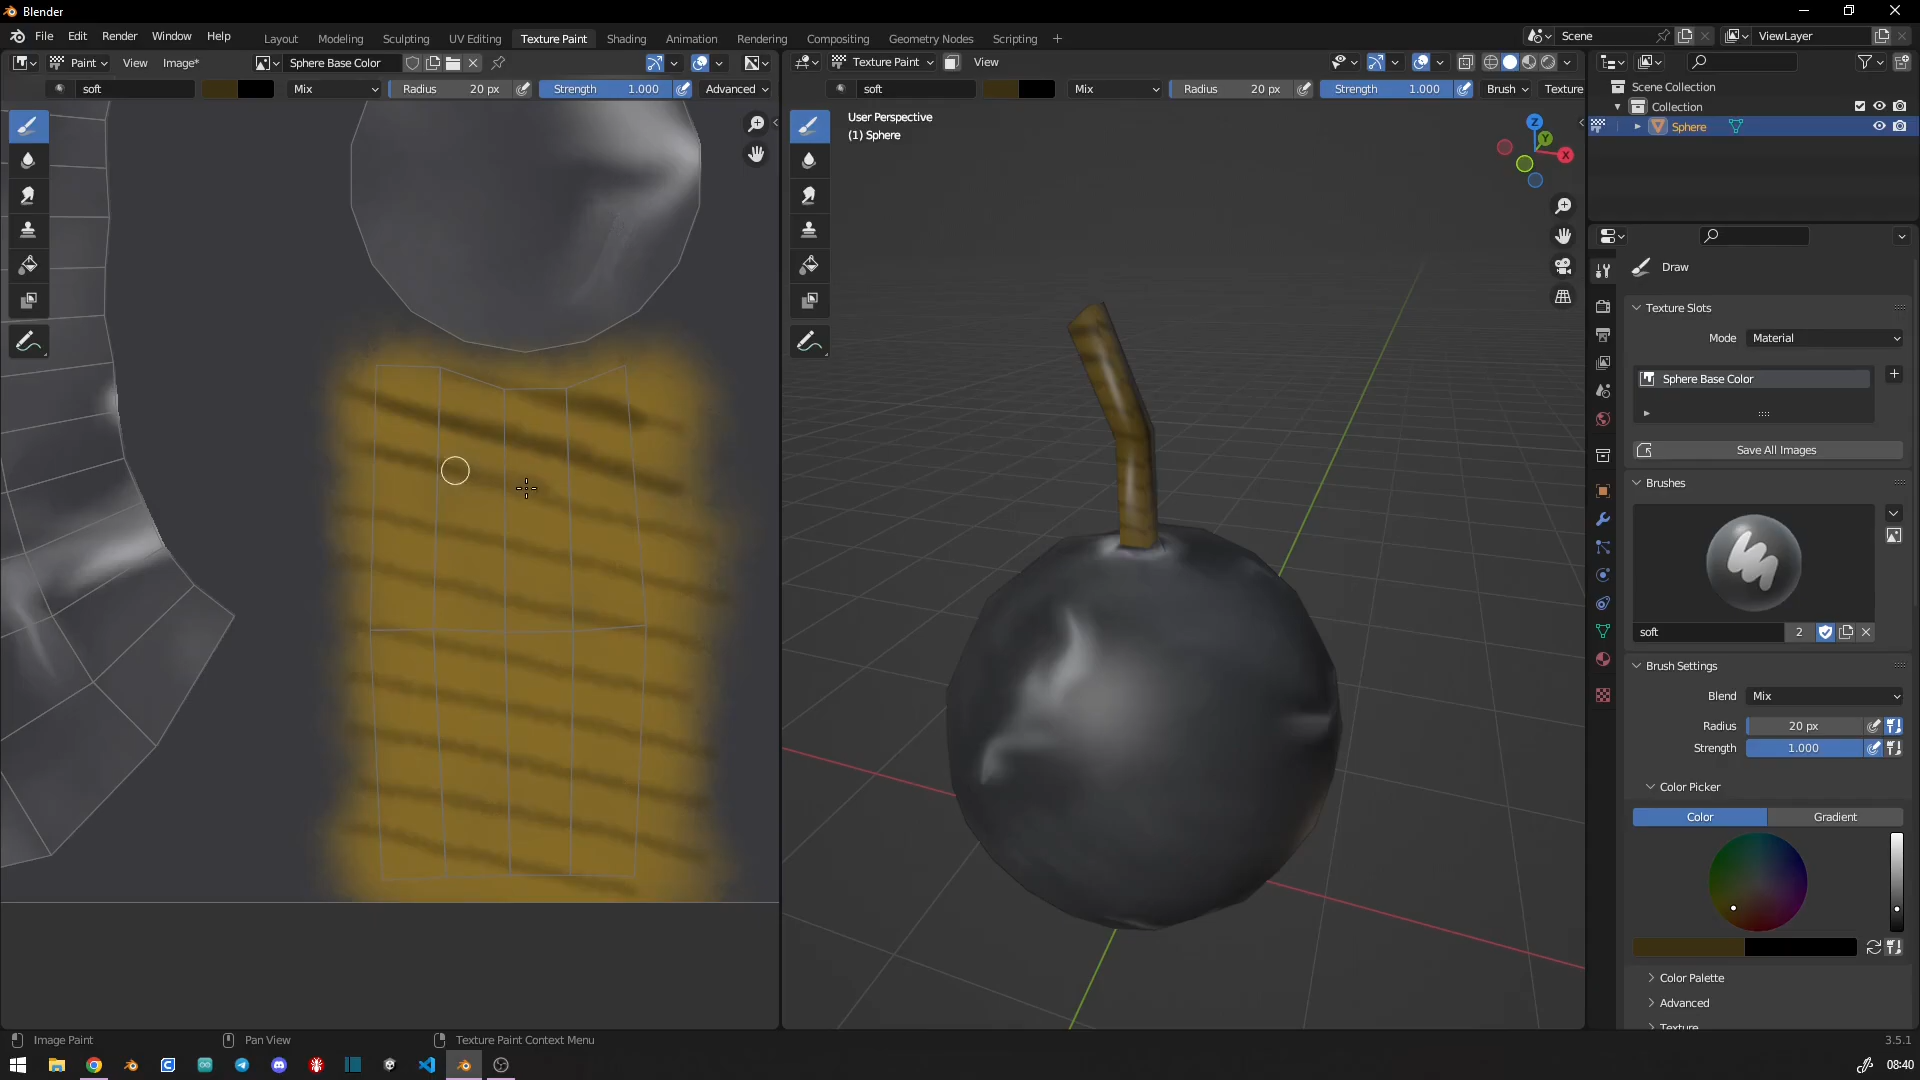 Blender
File Edit Render Window Help
Layout Modeling Sculpting UV Editing Texture Paint Shading Animation Rendering Compositing Geometry Nodes Scripting +
Scene
ViewLayer
Paint View Image* Sphere Base Color
Texture Paint View
soft Mix Radius 20 px Strength 1.000 Advanced
soft Mix Radius 20 px Strength 1.000 Brush Texture
User Perspective
(1) Sphere
Z
Y
X
Scene Collection
Collection
Sphere
Draw
Texture Slots
Mode Material
Sphere Base Color
Save All Images
Brushes
soft 2
Brush Settings
Blend Mix
Radius 20 px
Strength 1.000
Color Picker
Color Gradient
Color Palette
Advanced
Texture
Image Paint Pan View Texture Paint Context Menu 3.5.1
08:40